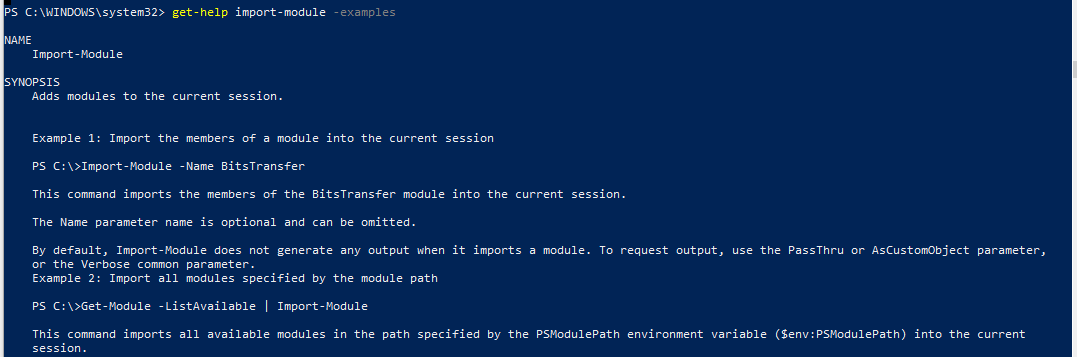 PS C:\WINDOWS\system32> get-help import-module -examples
NAME
Import-Module
SYNOPSIS
Adds modules to the current session.
Example 1: Import the members of a module into the current session
PS C:\>Import-Module -Name BitsTransfer
This command imports the members of the BitsTransfer module into the current session.
The Name parameter name is optional and can be omitted.
By default, Import-Module does not generate any output when it imports a module. To request output, use the PassThru or AsCustomObject parameter,
or the Verbose common parameter.
Example 2: Import all modules specified by the module path
PS C:\>Get-Module -ListAvailable | Import-Module
This command imports all available modules in the path specified by the PSModulePath environment variable ($env:PSModulePath) into the current
session.